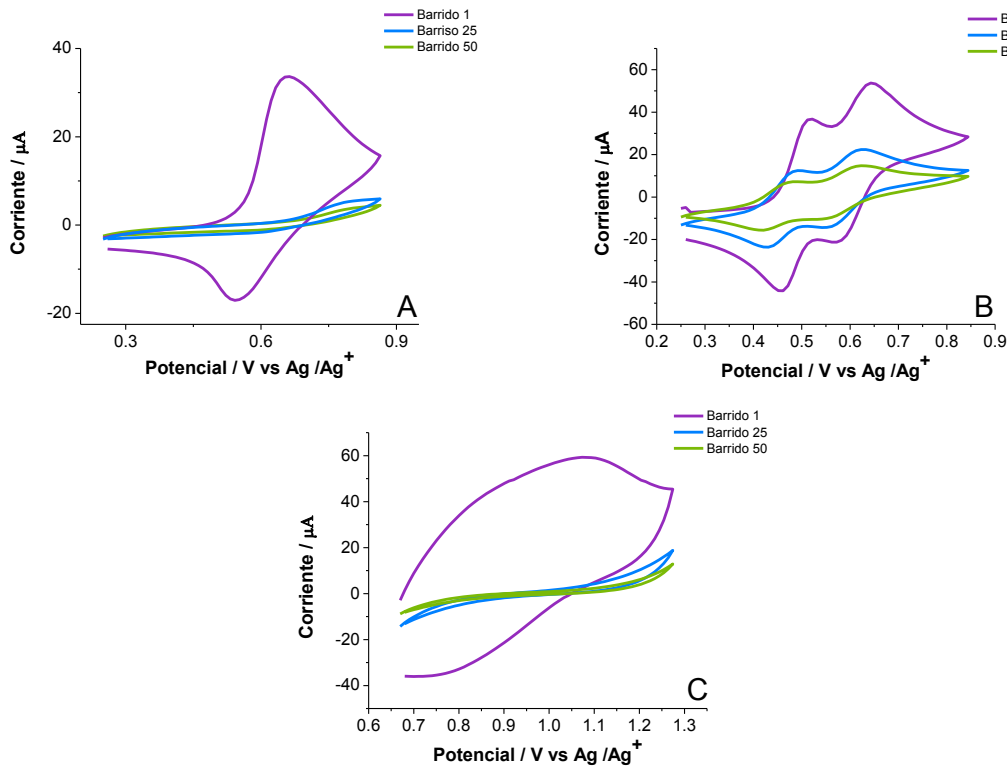 Barrido 1
Barriso 25
Barrido 50
40
20
0
-20
0.3
0.6
0.9
Corriente / µA
Potencial / V vs Ag /Ag+
A
B
B
B
60
40
20
0
-20
-40
-60
0.2
0.3
0.4
0.5
0.6
0.7
0.8
0.9
Corriente / µA
Potencial / V vs Ag /Ag+
B
Barrido 1
Barrido 25
Barrido 50
60
40
20
0
-20
-40
0.6
0.7
0.8
0.9
1.0
1.1
1.2
1.3
Corriente / µA
Potencial / V vs Ag /Ag+
C